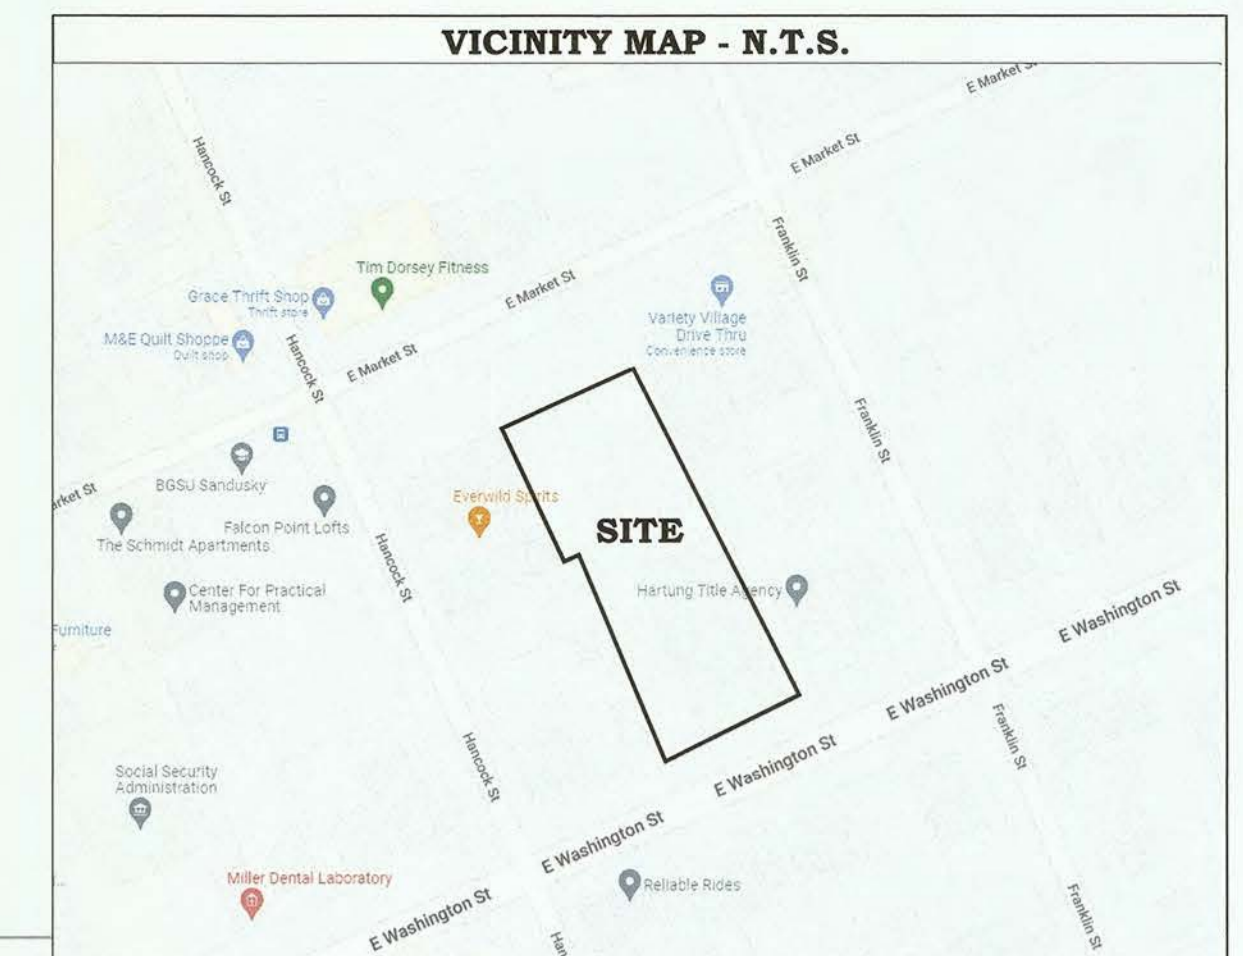 VICINITY MAP - N.T.S.
E Market St
E Market St
Hancock St
Franklin St
Tim Dorsey Fitness
Grace Thrift Shop
Thrift store
E Market St
Variety Village
Drive Thru
Convenience store
M&E Quilt Shoppe
Quilt shop
Hancock St
E Market St
Franklin St
BGSU Sandusky
arket St
Everwild Spirits
Falcon Point Lofts
SITE
The Schmidt Apartments
Hancock St
Center For Practical
Management
Hartung Title Agency
E Washington St
Furniture
E Washington St
Franklin St
Hancock St
E Washington St
Social Security
Administration
E Washington St
Miller Dental Laboratory
Reliable Rides
E Washington St
Franklin St
Han